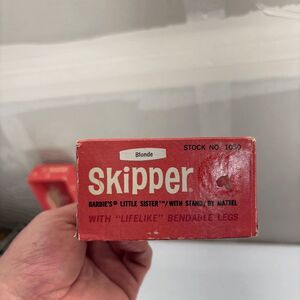 Blonde
STOCK NO. 1030
Skipper®
BARBIE'S® LITTLE SISTER™/WITH STAND, BY MATTEL
WITH "LIFELIKE" BENDABLE LEGS